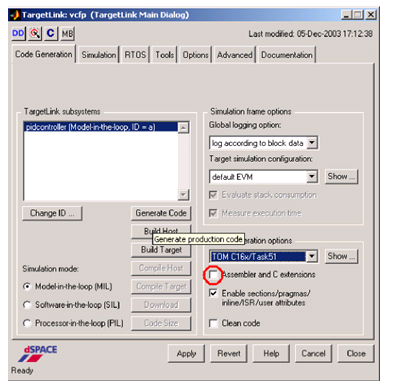 TargetLink: vcfp (TargetLink Main Dialog)
DD C MB Last modified: 05-Dec-2003 17:12:38
Code Generation Simulation RTOS Tools Options Advanced Documentation
TargetLink subsystems
pidcontroller (Model-in-the-loop, ID = a)
Change ID ...
Generate Code
Build Host
Generate production code
Build Target
Simulation mode:
Compile Host
Model-in-the-loop (MIL)
Compile Target
Software-in-the-loop (SIL)
Download
Processor-in-the-loop (PIL)
Code Size
Simulation frame options
Global logging option:
log according to block data
Target simulation configuration:
default EVM
Show ...
Evaluate stack consumption
Measure execution time
eration options
TOM C16x/Task51
Show ...
Assembler and C extensions
Enable sections/pragmas/
inline/ISR/user attributes
Clean code
dSPACE
Apply Revert Help Cancel Close
Ready